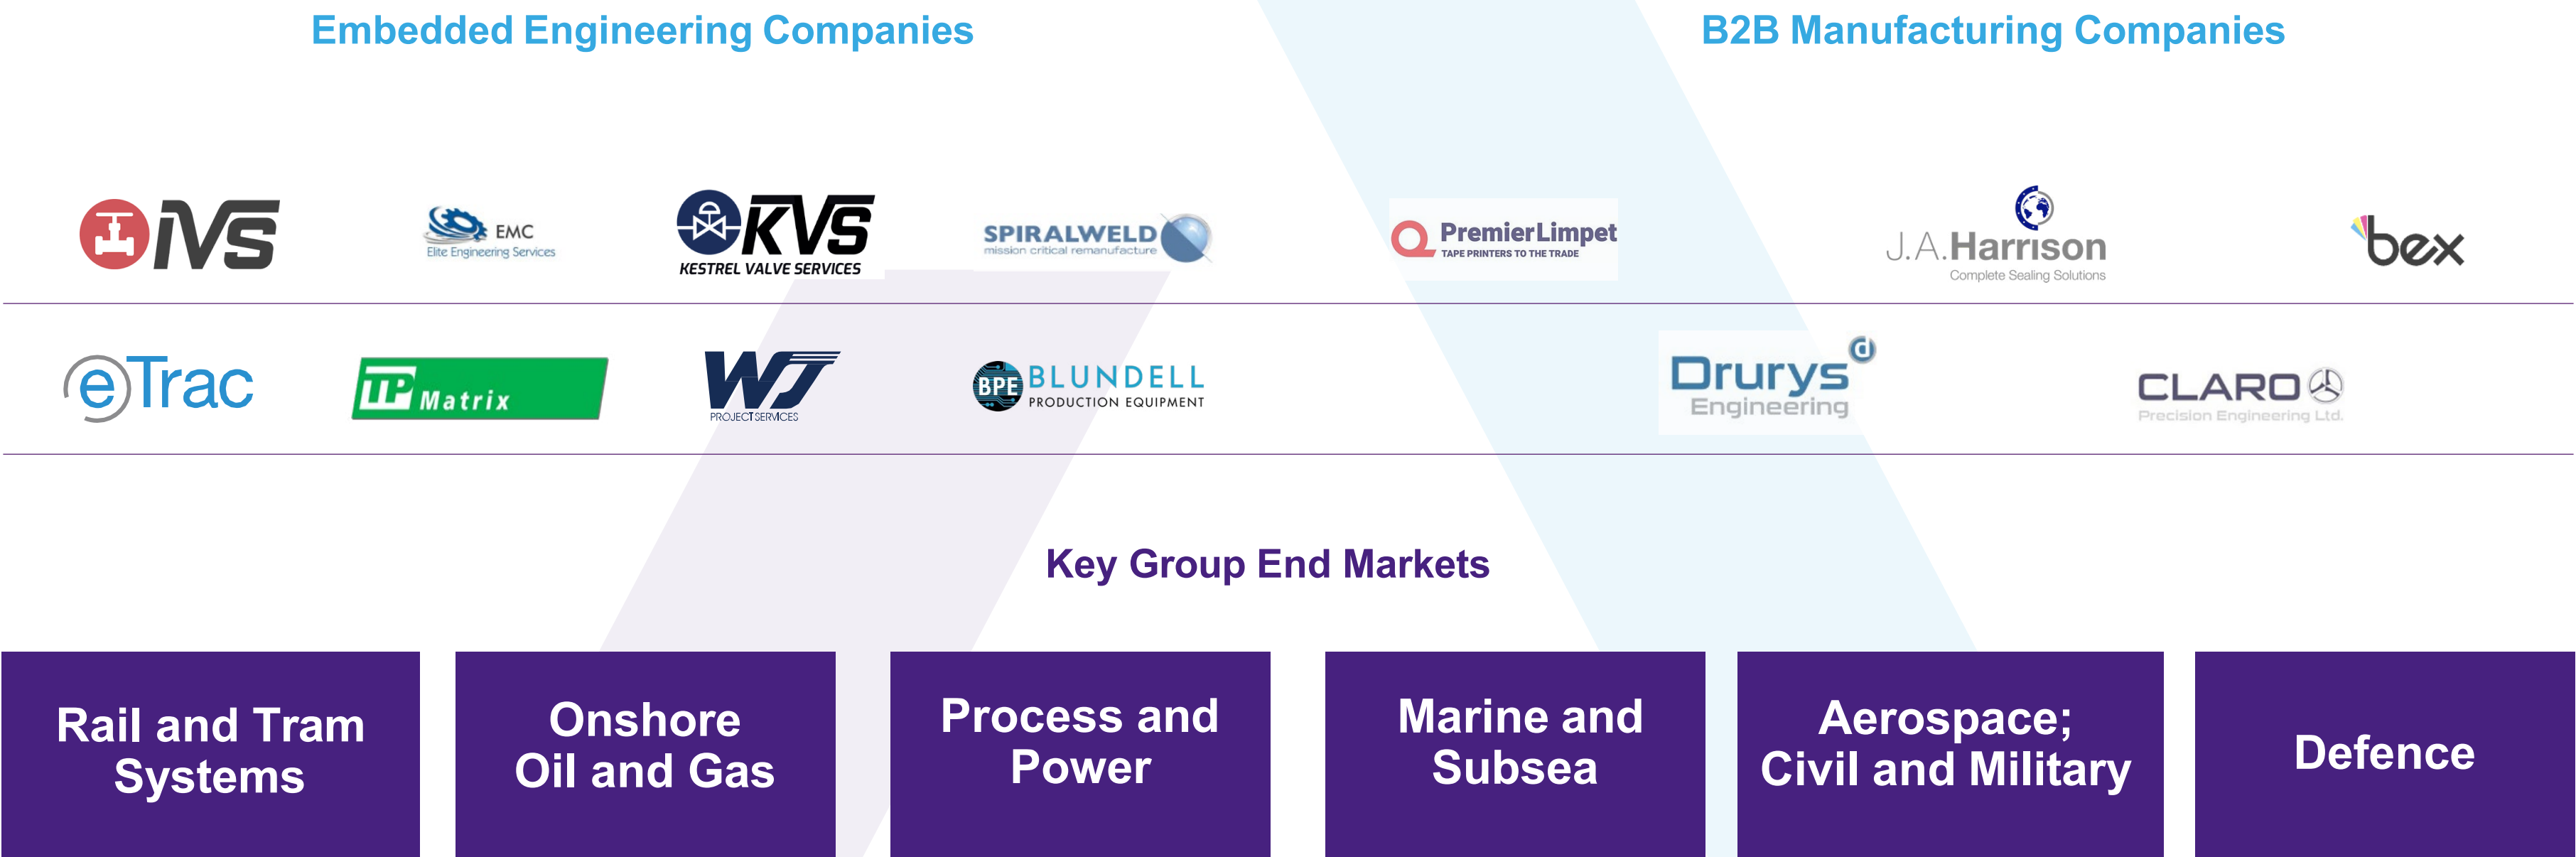 Embedded Engineering Companies
B2B Manufacturing Companies
iVS
EMC
Elite Engineering Services
KVS
KESTREL VALVE SERVICES
SPIRALWELD
mission critical remanufacture
PremierLimpet
TAPE PRINTERS TO THE TRADE
J.A.Harrison
Complete Sealing Solutions
bex
eTrac
TP Matrix
WJ
PROJECT SERVICES
BPE
BLUNDELL
PRODUCTION EQUIPMENT
Drurys d
Engineering
CLARO
Precision Engineering Ltd.
Key Group End Markets
Rail and Tram
Systems
Onshore
Oil and Gas
Process and
Power
Marine and
Subsea
Aerospace;
Civil and Military
Defence